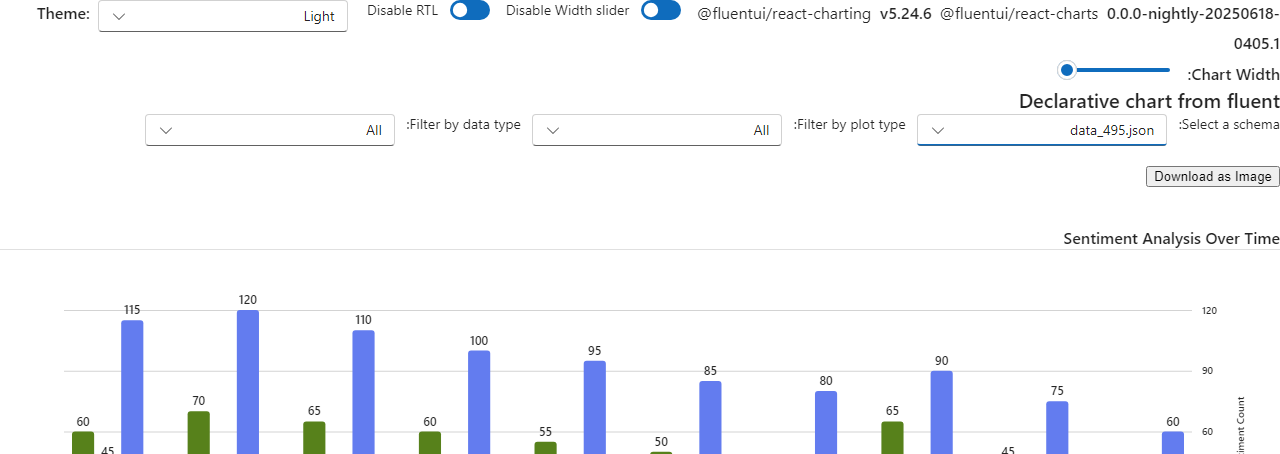 Theme: Light Disable RTL Disable Width slider @fluentui/react-charting v5.24.6 @fluentui/react-charts 0.0.0-nightly-20250618-
0405.1
:Chart Width
Declarative chart from fluent
:Select a schema data_495.json :Filter by plot type All :Filter by data type All
Download as Image
Sentiment Analysis Over Time
120
115 120
110
100
95
90
85 90
80
75
70
65 65
60 60 60 60
55
50
45 45
iment Count